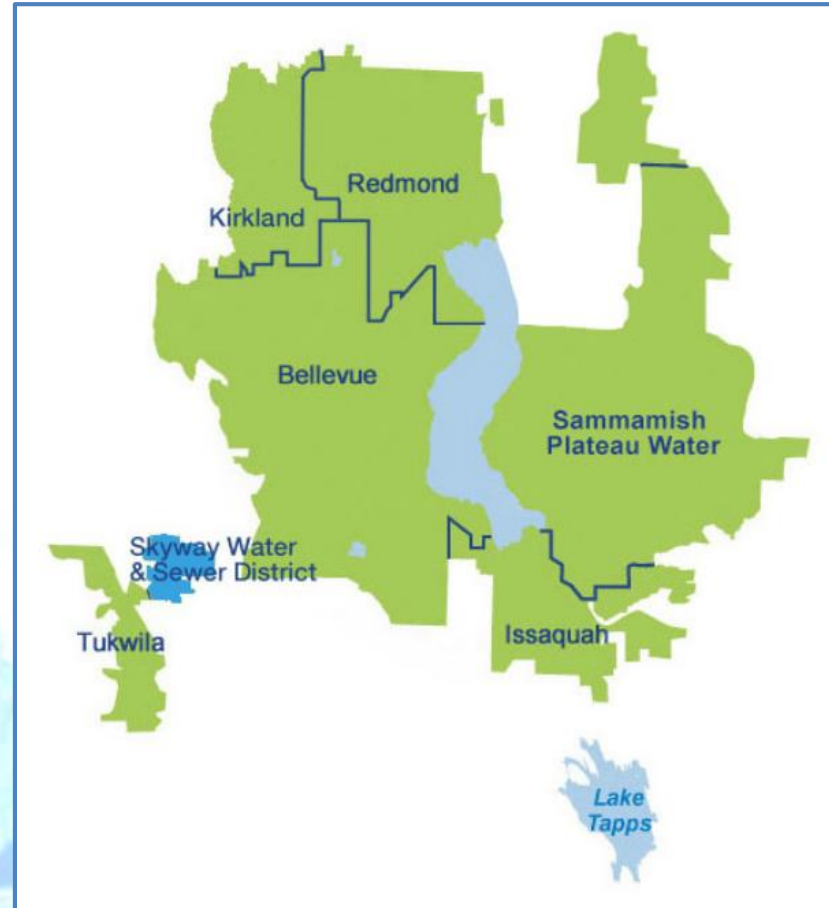 Redmond
Kirkland
Bellevue
Sammamish
Plateau Water
Skyway Water
& Sewer District
Tukwila
Issaquah
Lake
Tapps